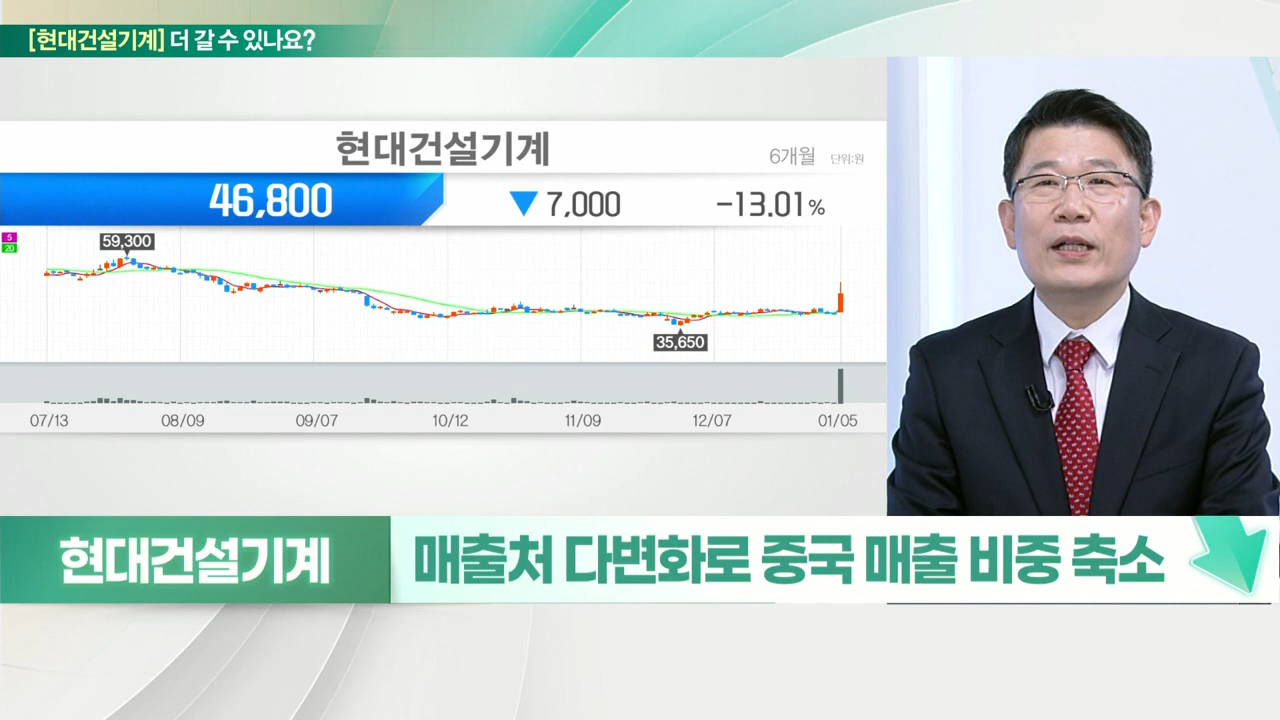 [현대건설기계] 더 갈 수 있나요?
현대건설기계
6개월 단위:원
46,800 ▼ 7,000 -13.01%
5
20
59,300
35,650
07/13 08/09 09/07 10/12 11/09 12/07 01/05
현대건설기계 매출처 다변화로 중국 매출 비중 축소